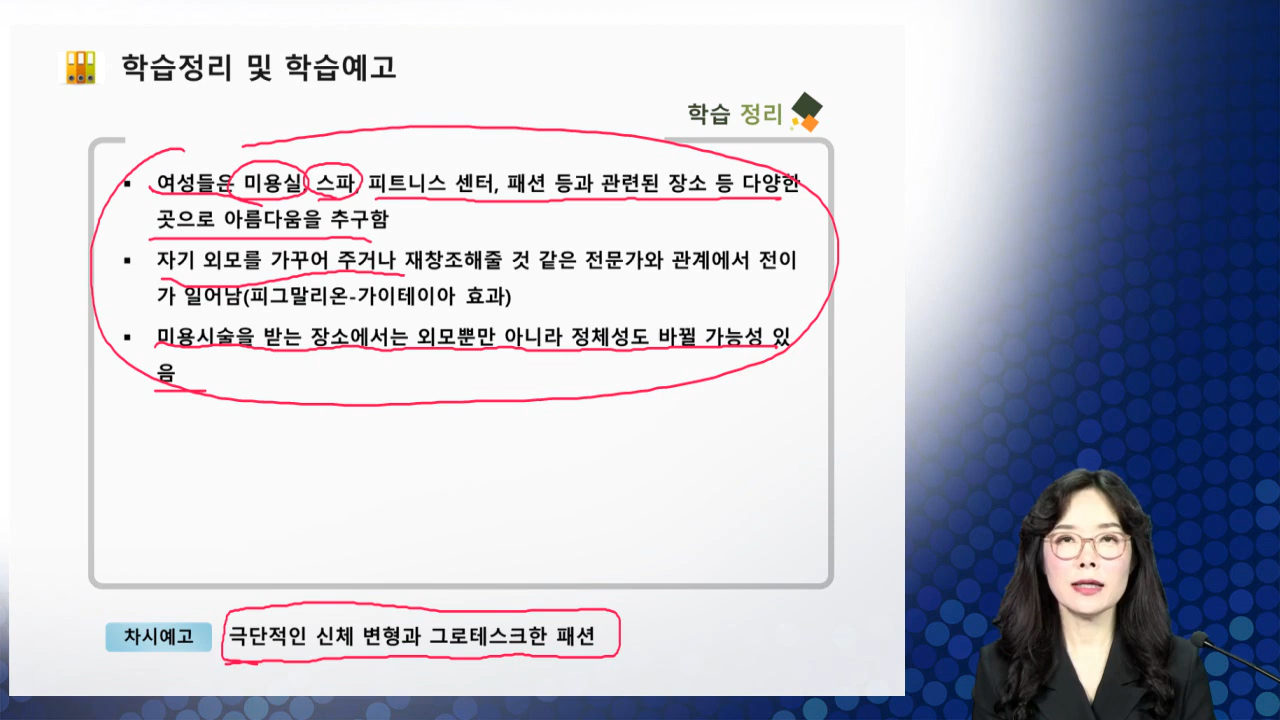 학습정리 및 학습예고
학습 정리
▪ 여성들은 미용실, 스파, 피트니스 센터, 패션 등과 관련된 장소 등 다양한
곳으로 아름다움을 추구함
▪ 자기 외모를 가꾸어 주거나 재창조해줄 것 같은 전문가와 관계에서 전이
가 일어남(피그말리온-가이테이아 효과)
▪ 미용시술을 받는 장소에서는 외모뿐만 아니라 정체성도 바뀔 가능성 있
음
차시예고 극단적인 신체 변형과 그로테스크한 패션